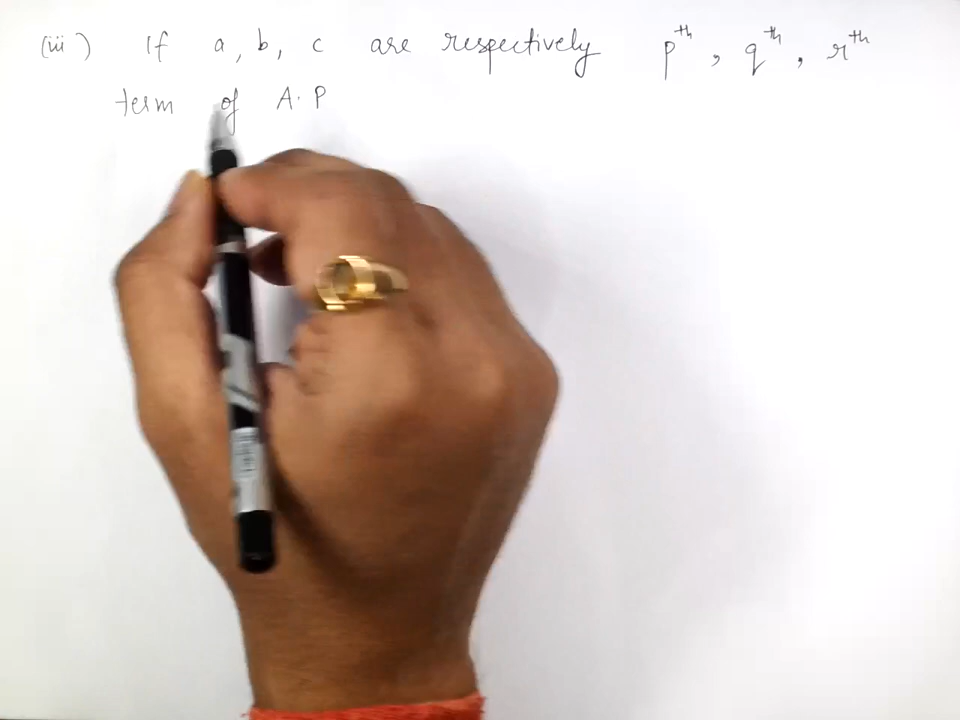 (iii) If a, b, c are respectively pᵗʰ, qᵗʰ, rᵗʰ
term of A.P